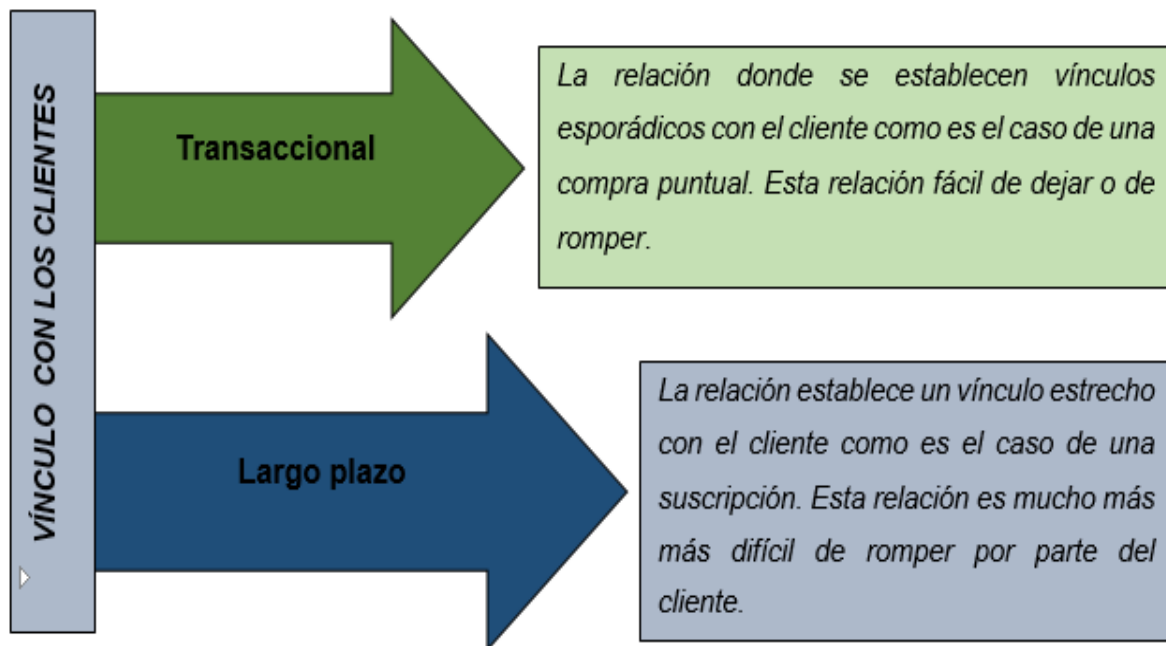 VÍNCULO CON LOS CLIENTES
Transaccional
La relación donde se establecen vínculos
esporádicos con el cliente como es el caso de una
compra puntual. Esta relación fácil de dejar o de
romper.
Largo plazo
La relación establece un vínculo estrecho
con el cliente como es el caso de una
suscripción. Esta relación es mucho más
más difícil de romper por parte del
cliente.